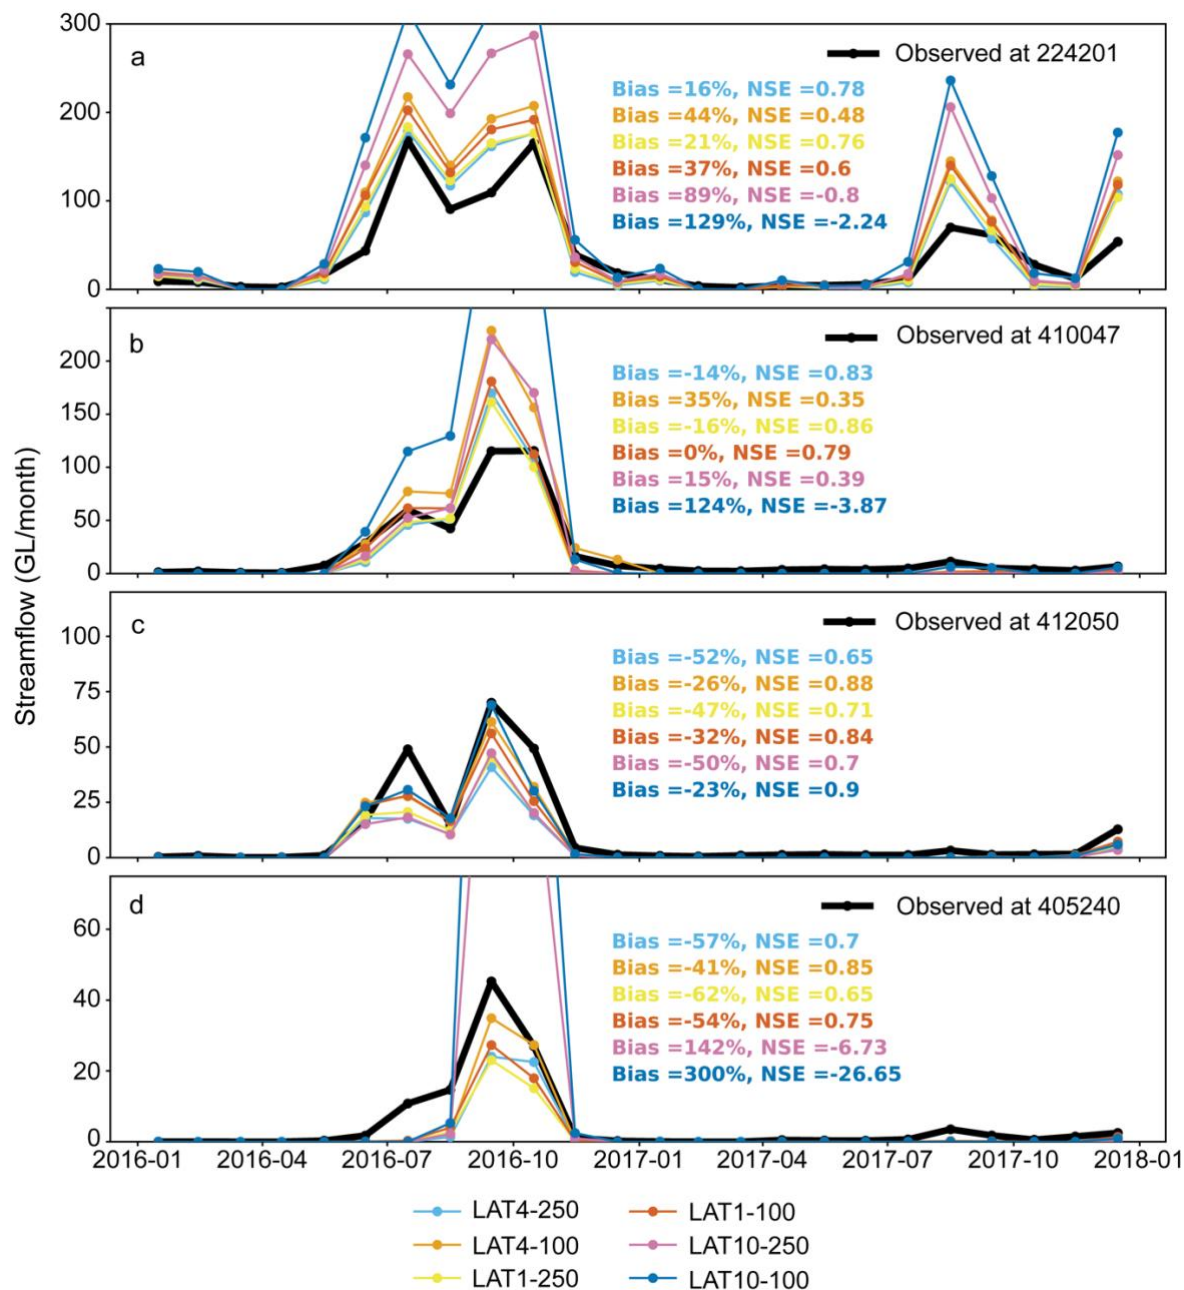 300
a
Observed at 224201
Bias =16%, NSE =0.78
200
Bias =44%, NSE =0.48
Bias =21%, NSE =0.76
Bias =37%, NSE =0.6
100
Bias =89%, NSE =-0.8
Bias =129%, NSE =-2.24
0
b
Observed at 410047
200
Bias =-14%, NSE =0.83
Bias =35%, NSE =0.35
150
Bias =-16%, NSE =0.86
100
Bias =0%, NSE =0.79
Bias =15%, NSE =0.39
50
Bias =124%, NSE =-3.87
0
Streamflow (GL/month)
c
Observed at 412050
100
Bias =-52%, NSE =0.65
75
Bias =-26%, NSE =0.88
Bias =-47%, NSE =0.71
50
Bias =-32%, NSE =0.84
Bias =-50%, NSE =0.7
25
Bias =-23%, NSE =0.9
0
d
Observed at 405240
60
Bias =-57%, NSE =0.7
Bias =-41%, NSE =0.85
40
Bias =-62%, NSE =0.65
Bias =-54%, NSE =0.75
20
Bias =142%, NSE =-6.73
Bias =300%, NSE =-26.65
0
2016-01 2016-04 2016-07 2016-10 2017-01 2017-04 2017-07 2017-10 2018-01
LAT4-250 LAT1-100
LAT4-100 LAT10-250
LAT1-250 LAT10-100